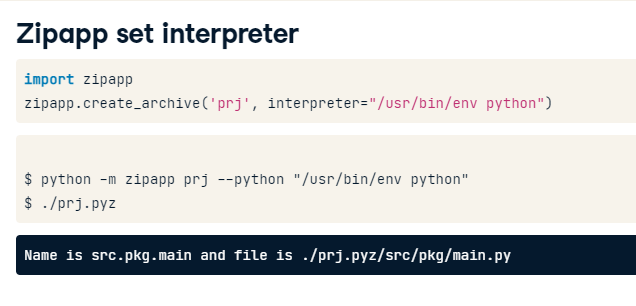 Zipapp set interpreter
import zipapp
zipapp.create_archive('prj', interpreter="/usr/bin/env python")
$ python -m zipapp prj --python "/usr/bin/env python"
$ ./prj.pyz
Name is src.pkg.main and file is ./prj.pyz/src/pkg/main.py